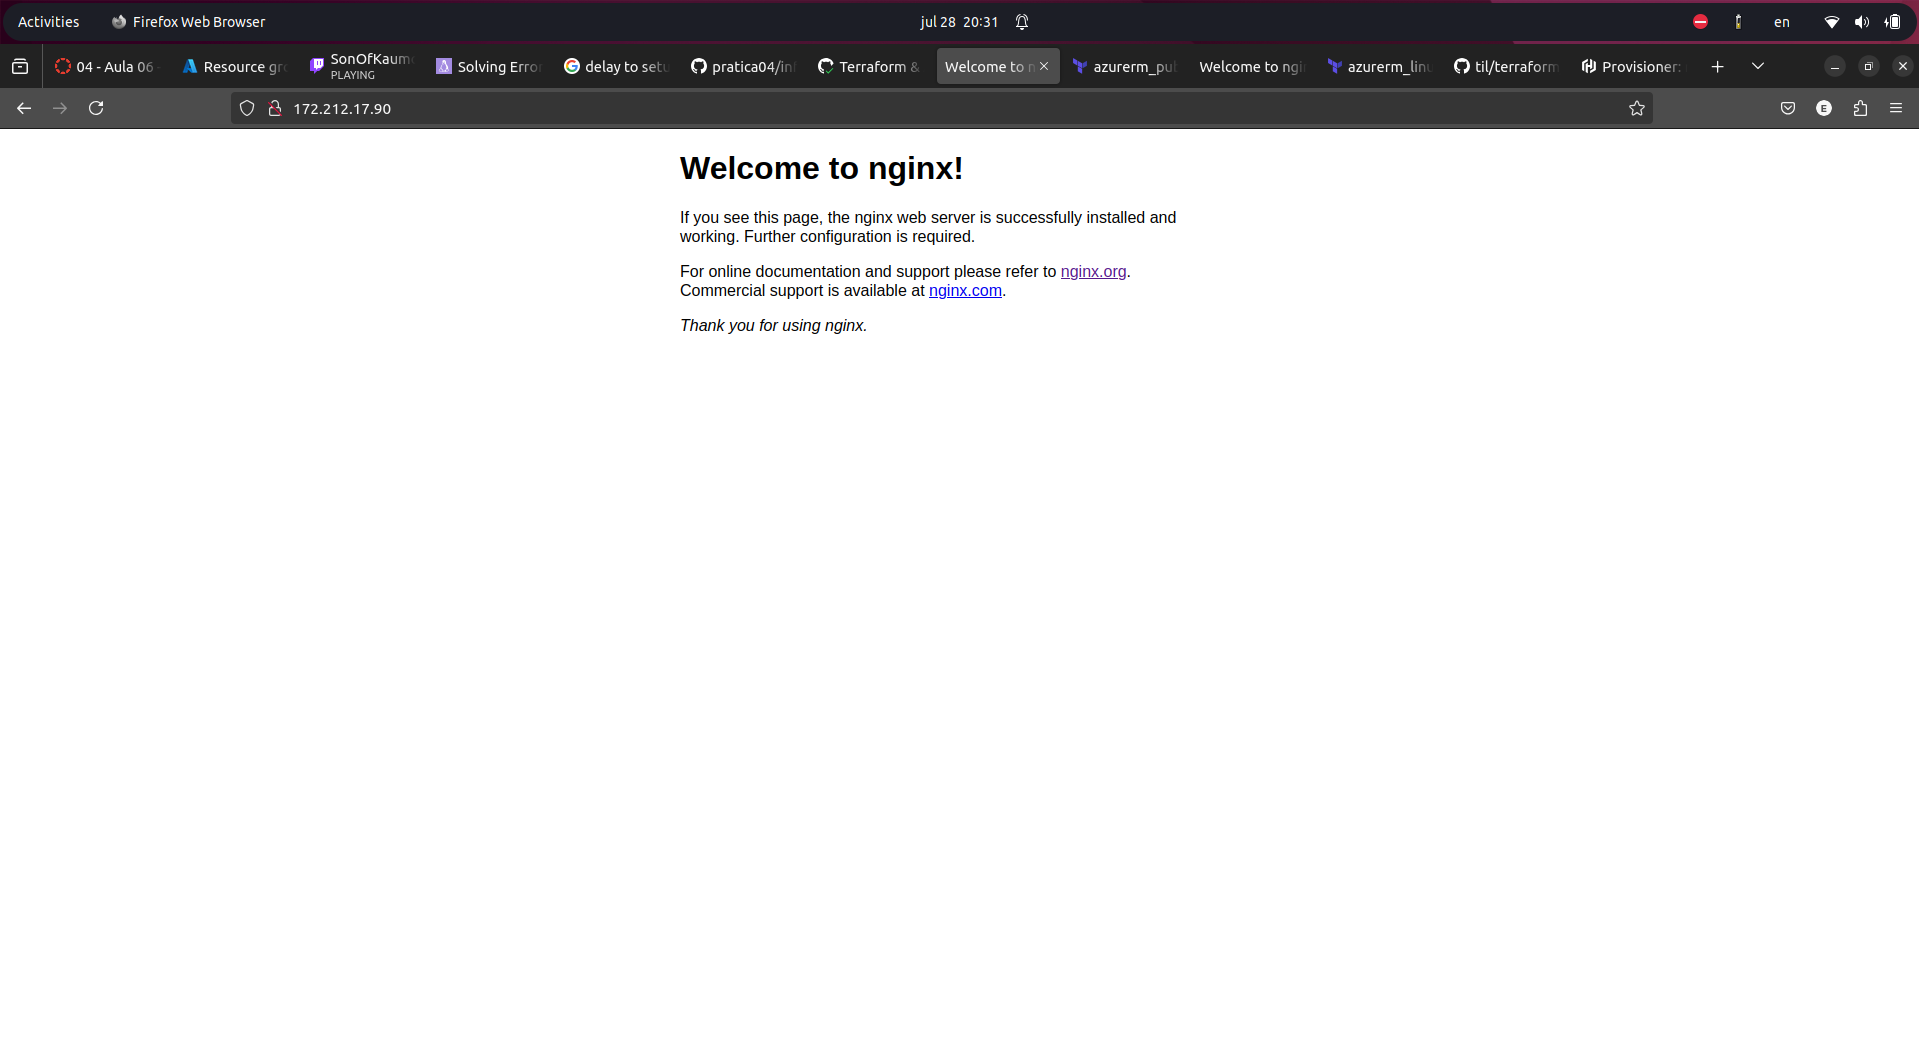 Activities Firefox Web Browser jul 28 20:31 en
04 - Aula 06 Resource gr SonOfKaum Solving Erro delay to setu pratica04/in Terraform & Welcome to n azurerm_pu Welcome to ngi azurerm_linu til/terraform Provisioner:
PLAYING
172.212.17.90 E
Welcome to nginx!
If you see this page, the nginx web server is successfully installed and
working. Further configuration is required.
For online documentation and support please refer to nginx.org.
Commercial support is available at nginx.com.
Thank you for using nginx.